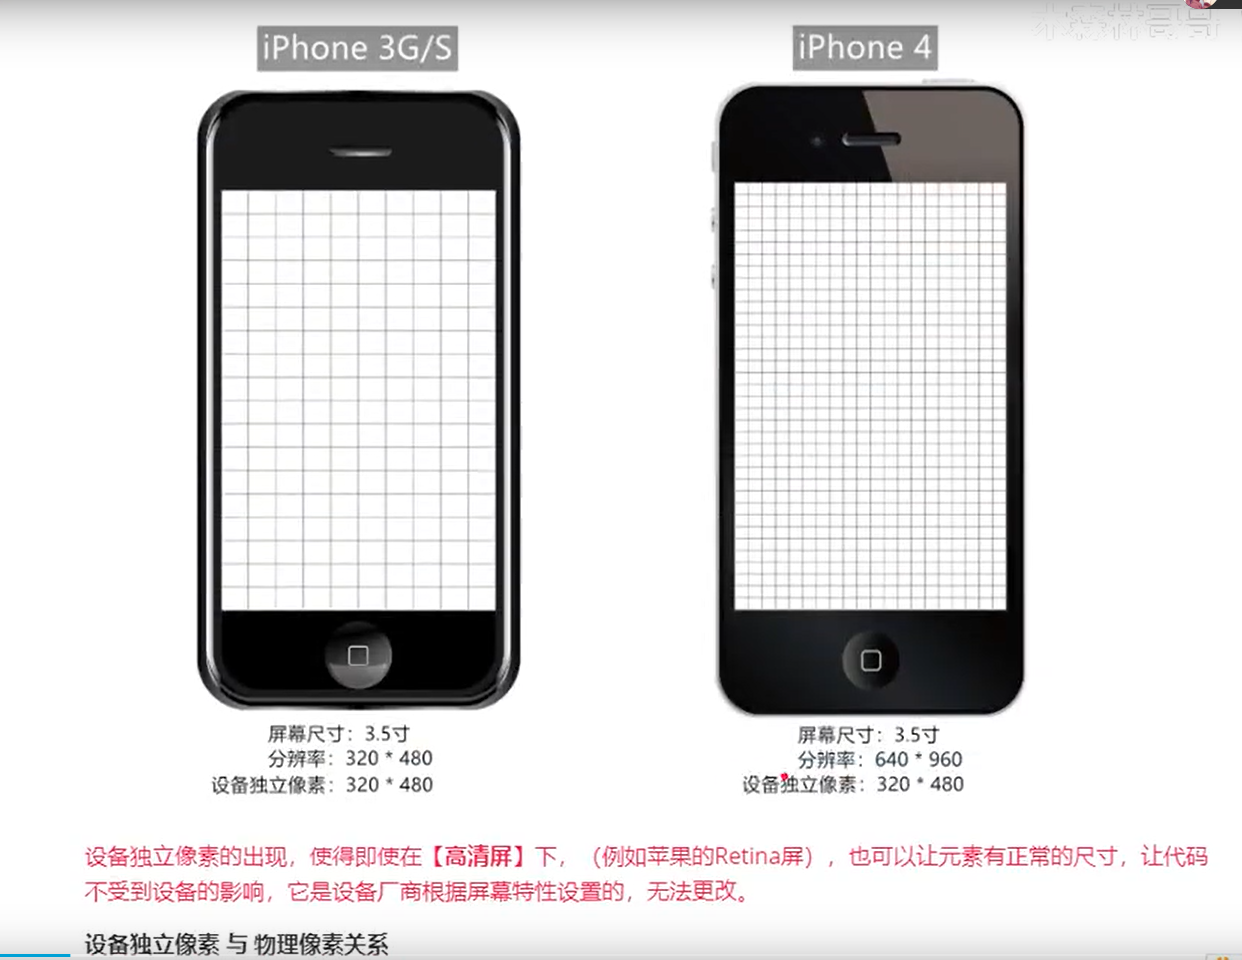 木森林哥哥
iPhone 3G/S
iPhone 4
屏幕尺寸：3.5寸
分辨率：320 * 480
设备独立像素：320 * 480
屏幕尺寸：3.5寸
分辨率：640 * 960
设备独立像素：320 * 480
设备独立像素的出现，使得即使在【高清屏】下，（例如苹果的Retina屏），也可以让元素有正常的尺寸，让代码
不受到设备的影响，它是设备厂商根据屏幕特性设置的，无法更改。
设备独立像素 与 物理像素关系